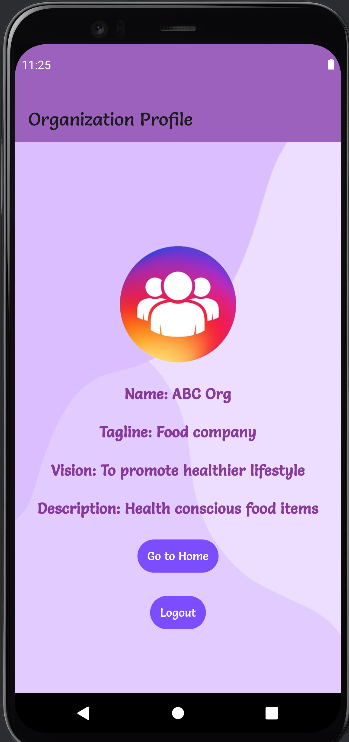 11:25
Organization Profile
Name: ABC Org
Tagline: Food company
Vision: To promote healthier lifestyle
Description: Health conscious food items
Go to Home
Logout